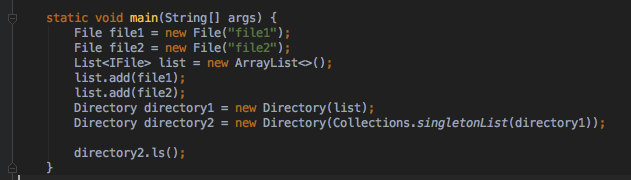 static void main(String[] args) {
File file1 = new File("file1");
File file2 = new File("file2");
List<IFile> list = new ArrayList<>();
list.add(file1);
list.add(file2);
Directory directory1 = new Directory(list);
Directory directory2 = new Directory(Collections.singletonList(directory1));
directory2.ls();
}